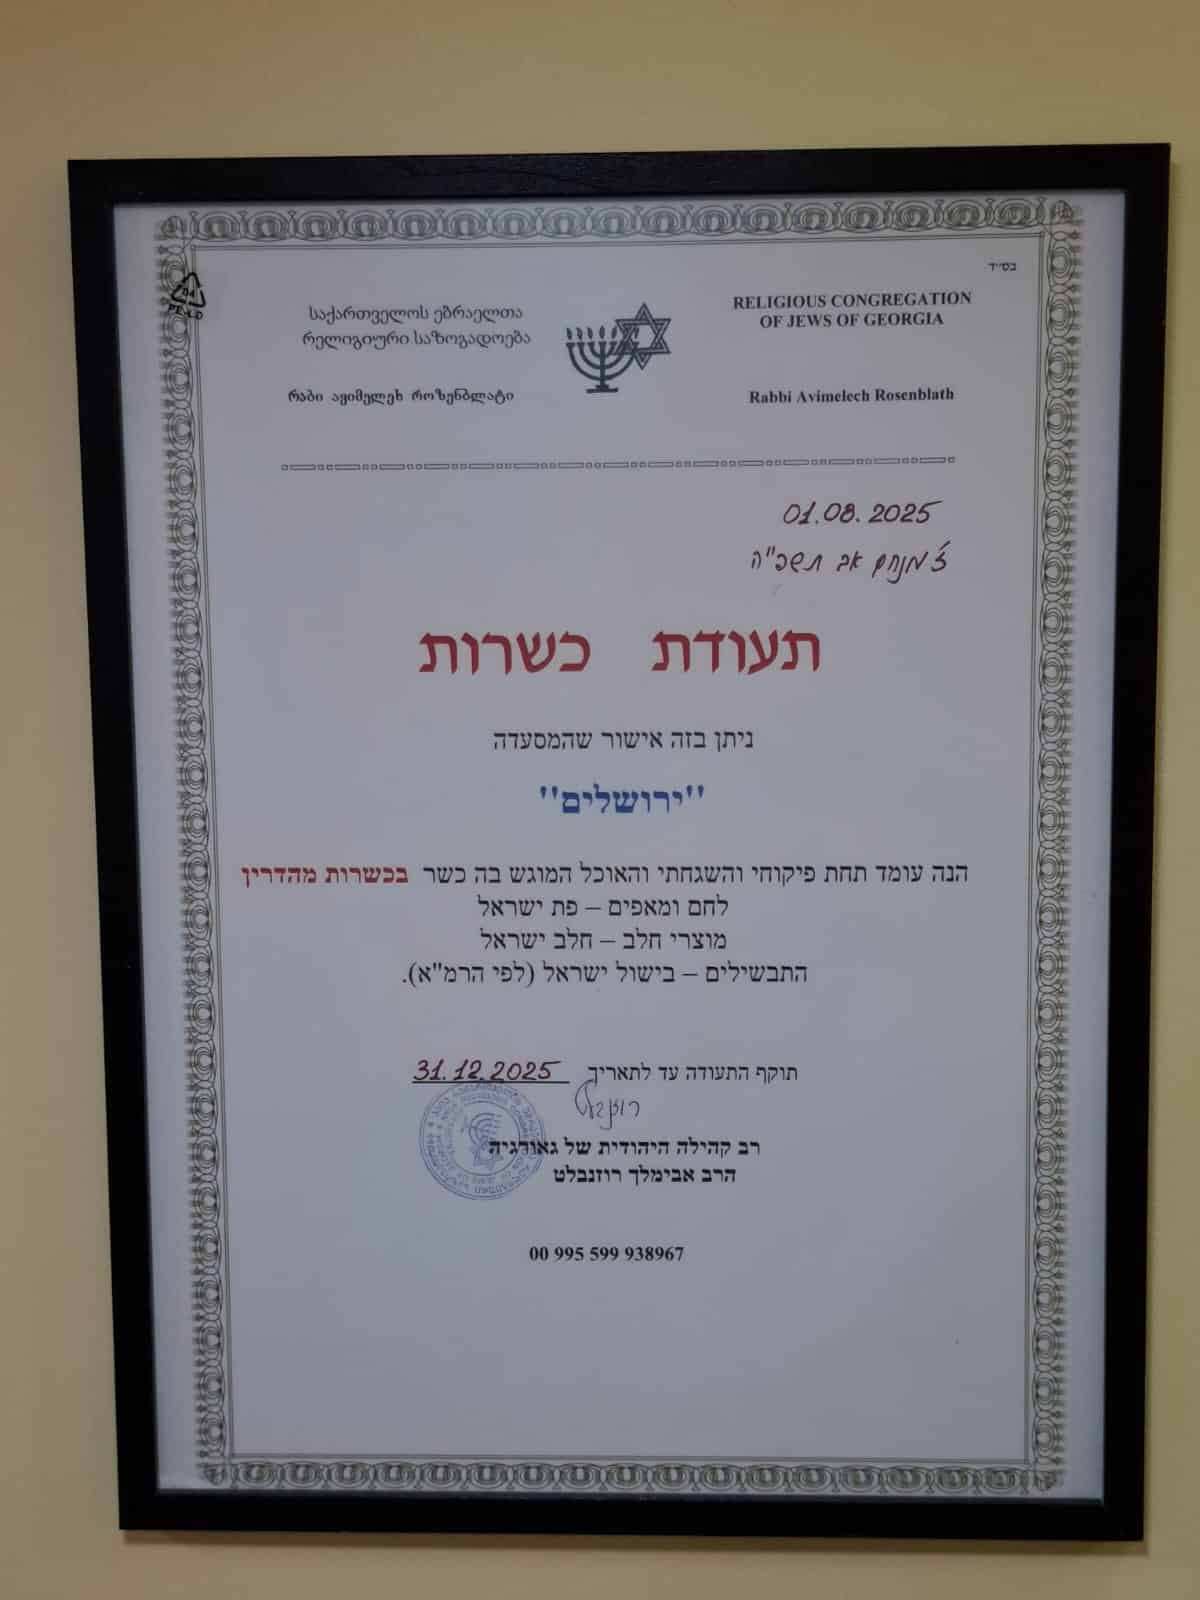 בס״ד
საქართველოს ებრაელთა
რელიგიური საზოგადოება
RELIGIOUS CONGREGATION
OF JEWS OF GEORGIA
რაბი ავიმელეხ როზენბლატი
Rabbi Avimelech Rosenblath
04
PE-LD
01.08.2025
ז' מנחם אב תשפ"ה
תעודת כשרות
ניתן בזה אישור שהמסעדה
''ירושלים''
הנה עומד תחת פיקוחי והשגחתי והאוכל המוגש בה כשר בכשרות מהדרין
לחם ומאפים – פת ישראל
מוצרי חלב – חלב ישראל
התבשילים – בישול ישראל (לפי הרמ"א).
תוקף התעודה עד לתאריך 31.12.2025
רב קהילה היהודית של גאורגיה
הרב אבימלך רוזנבלט
00 995 599 938967